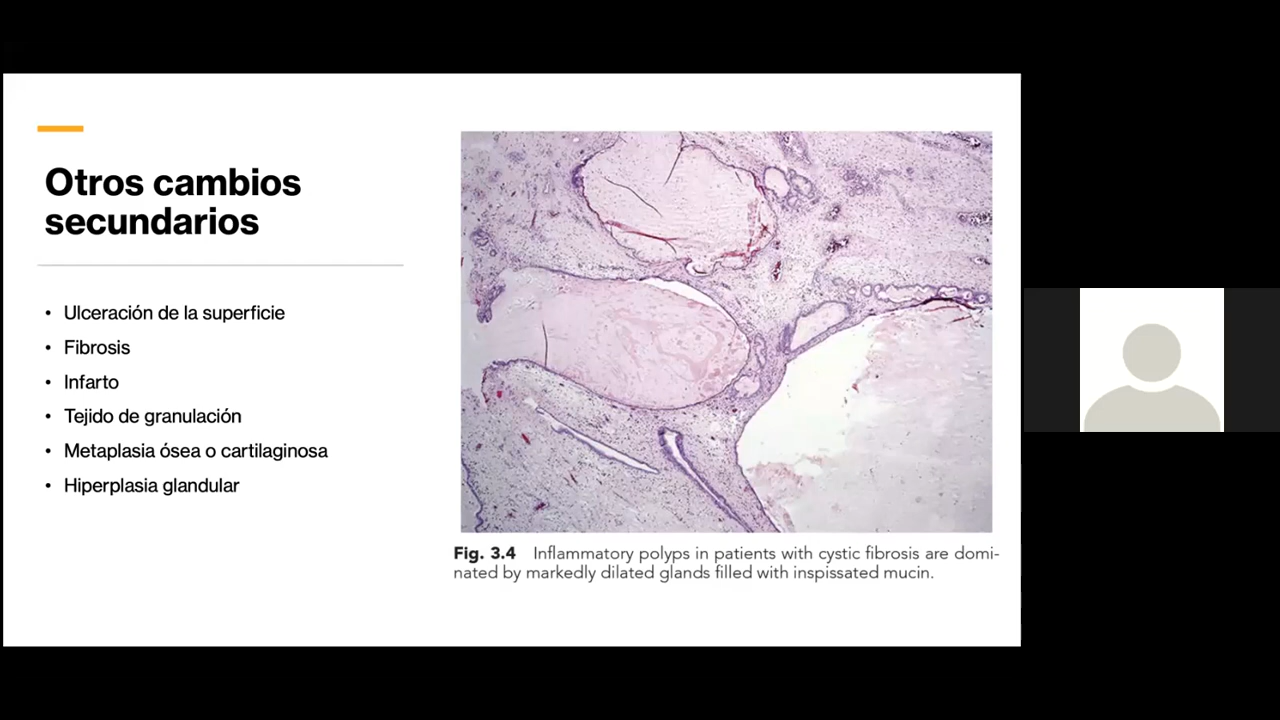 Otros cambios
secundarios
• Ulceración de la superficie
• Fibrosis
• Infarto
• Tejido de granulación
• Metaplasia ósea o cartilaginosa
• Hiperplasia glandular
Fig. 3.4 Inflammatory polyps in patients with cystic fibrosis are domi-
nated by markedly dilated glands filled with inspissated mucin.